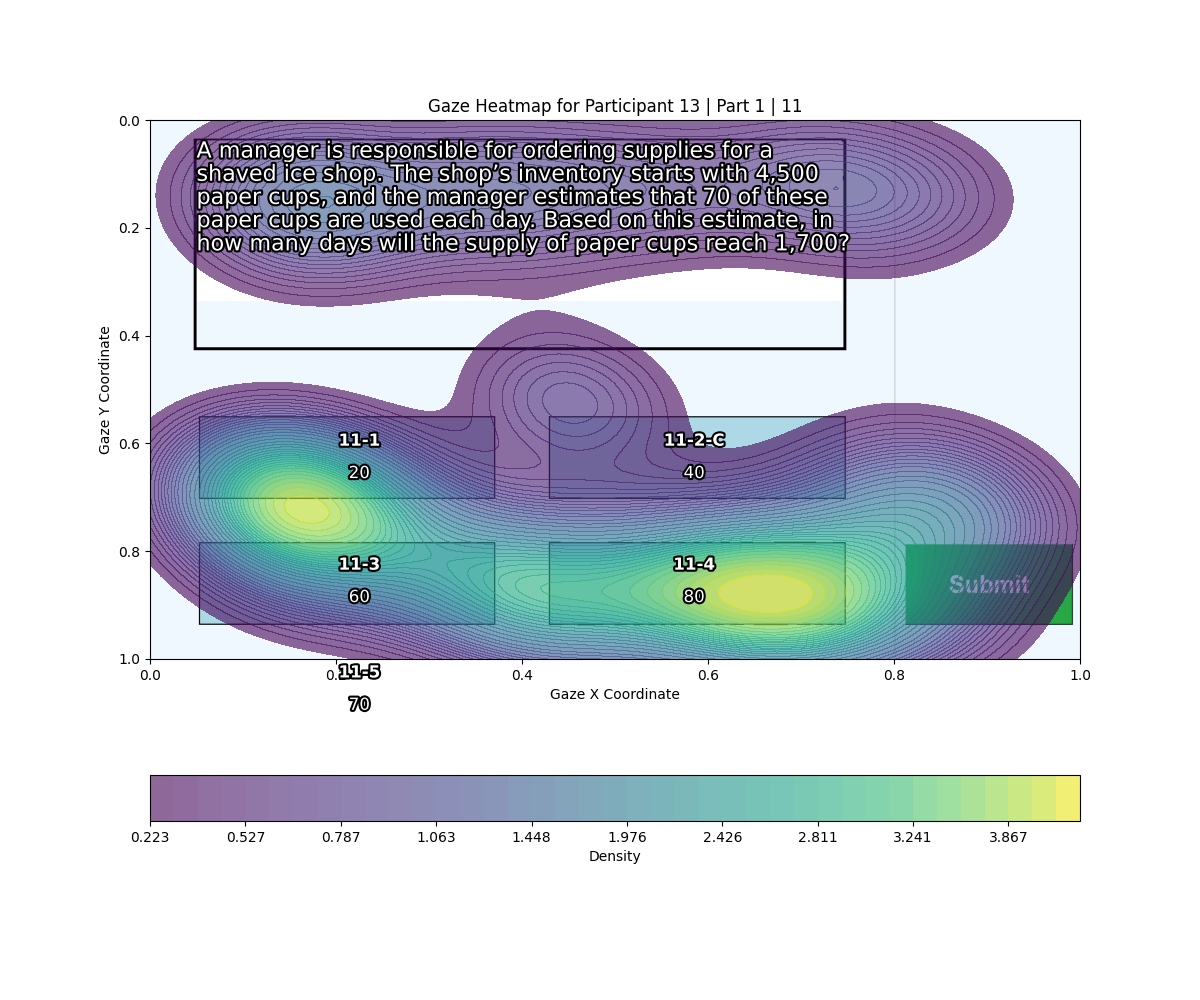 Gaze Heatmap for Participant 13 | Part 1 | 11
A manager is responsible for ordering supplies for a
shaved ice shop. The shop’s inventory starts with 4,500
paper cups, and the manager estimates that 70 of these
paper cups are used each day. Based on this estimate, in
how many days will the supply of paper cups reach 1,700?
0.0
0.2
0.4
0.6
0.8
1.0
Gaze Y Coordinate
11-1
20
11-2-C
40
11-3
60
11-4
80
Submit
11-5
70
0.0 0.2 0.4 0.6 0.8 1.0
Gaze X Coordinate
0.223 0.527 0.787 1.063 1.448 1.976 2.426 2.811 3.241 3.867
Density